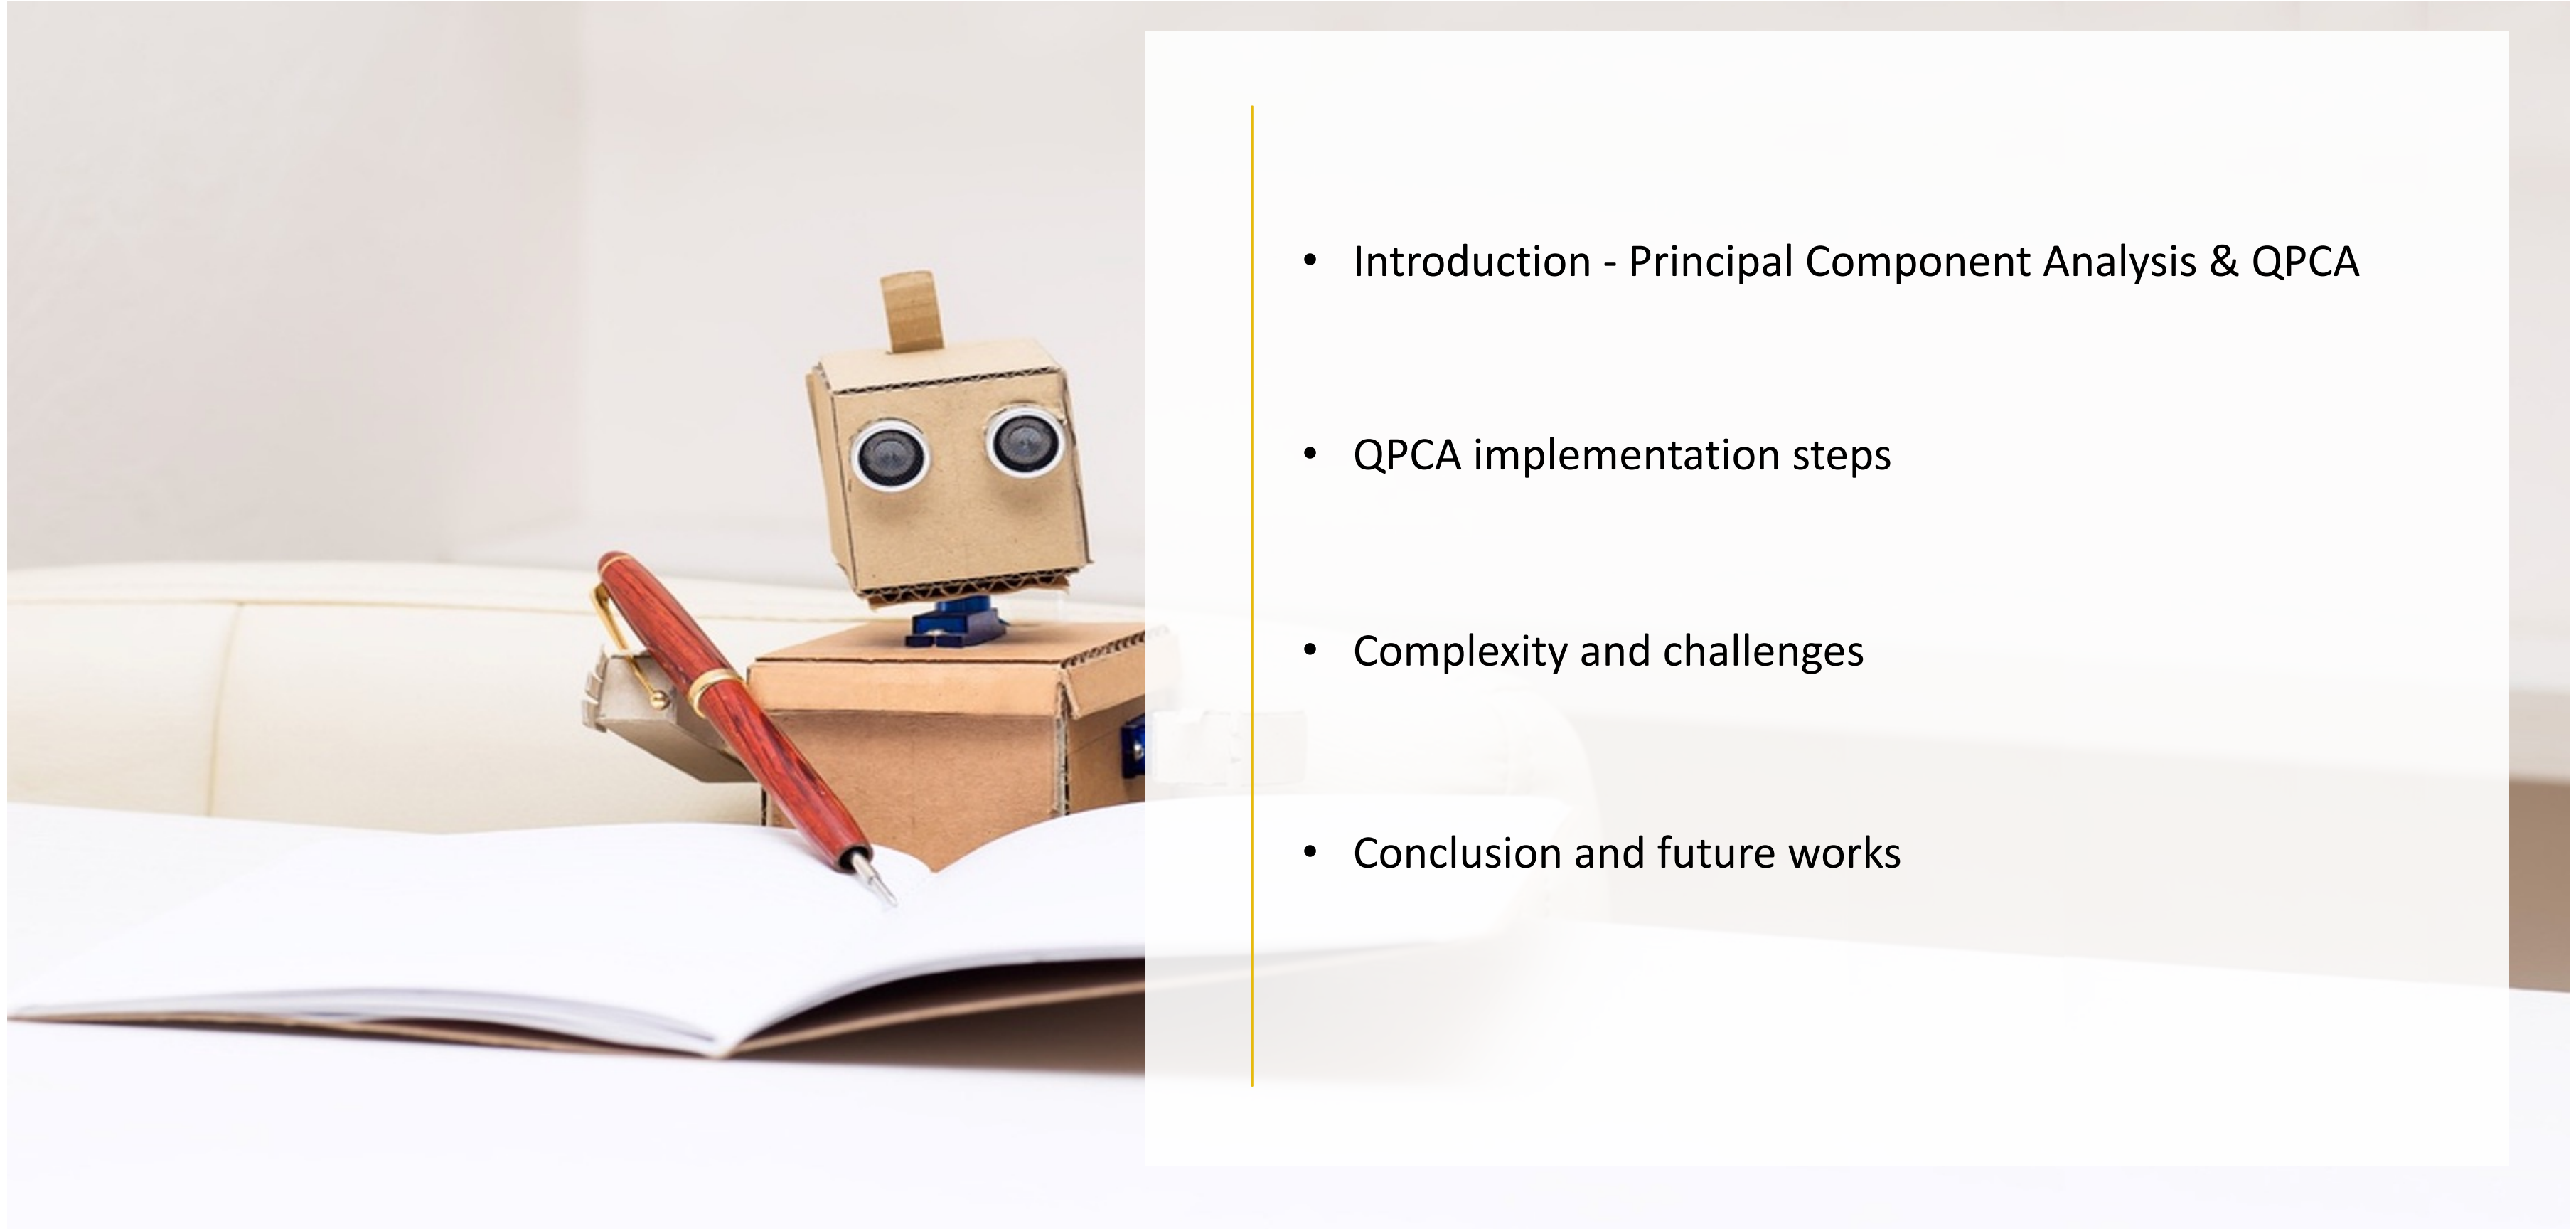 • Introduction - Principal Component Analysis & QPCA
• QPCA implementation steps
• Complexity and challenges
• Conclusion and future works